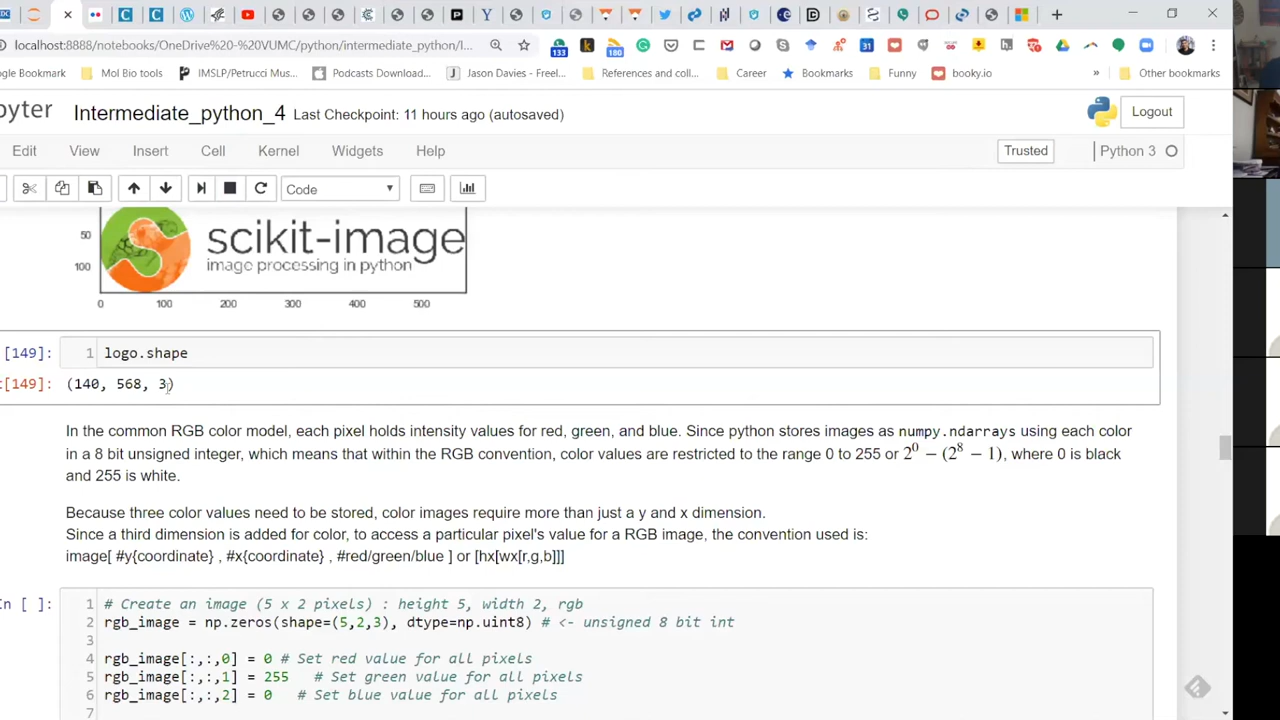 133
180
31
localhost:8888/notebooks/OneDrive%20-%20VUMC/python/intermediate_python/I...
ogle Bookmark Mol Bio tools IMSLP/Petrucci Mus... Podcasts Download... Jason Davies - Freel... References and coll... Career Bookmarks Funny booky.io » Other bookmarks
pyter Intermediate_python_4 Last Checkpoint: 11 hours ago (autosaved) Logout
Edit View Insert Cell Kernel Widgets Help Trusted Python 3
Code
50
100
scikit-image
image processing in python
0 100 200 300 400 500
[149]: 1 logo.shape
t[149]: (140, 568, 3)
In the common RGB color model, each pixel holds intensity values for red, green, and blue. Since python stores images as numpy.ndarrays using each color
in a 8 bit unsigned integer, which means that within the RGB convention, color values are restricted to the range 0 to 255 or 2⁰ − (2⁸ − 1), where 0 is black
and 255 is white.
Because three color values need to be stored, color images require more than just a y and x dimension.
Since a third dimension is added for color, to access a particular pixel's value for a RGB image, the convention used is:
image[ #y{coordinate} , #x{coordinate} , #red/green/blue ] or [hx[wx[r,g,b]]]
In [ ]: 1 # Create an image (5 x 2 pixels) : height 5, width 2, rgb
2 rgb_image = np.zeros(shape=(5,2,3), dtype=np.uint8) # <- unsigned 8 bit int
3
4 rgb_image[:,:,0] = 0 # Set red value for all pixels
5 rgb_image[:,:,1] = 255 # Set green value for all pixels
6 rgb_image[:,:,2] = 0 # Set blue value for all pixels
7